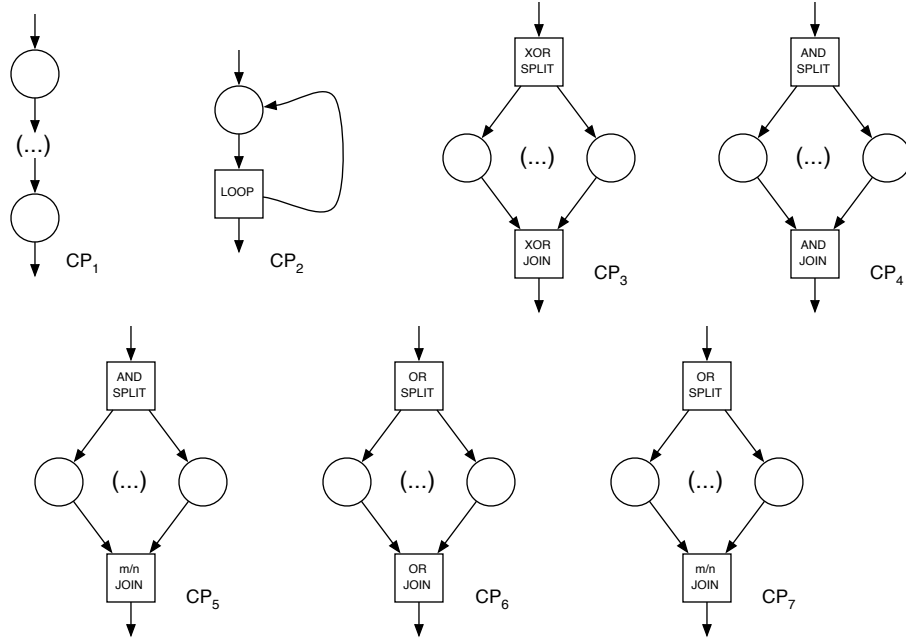 (...)
CP1
LOOP
CP2
XOR
SPLIT
(...)
XOR
JOIN
CP3
AND
SPLIT
(...)
AND
JOIN
CP4
AND
SPLIT
(...)
m/n
JOIN
CP5
OR
SPLIT
(...)
OR
JOIN
CP6
OR
SPLIT
(...)
m/n
JOIN
CP7